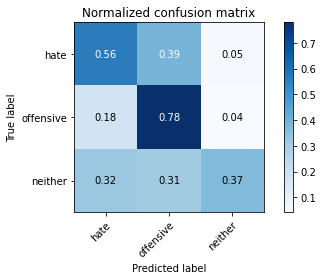 Normalized confusion matrix
True label
hate
offensive
neither
0.56 0.39 0.05
0.18 0.78 0.04
0.32 0.31 0.37
hate
offensive
neither
Predicted label
0.7
0.6
0.5
0.4
0.3
0.2
0.1